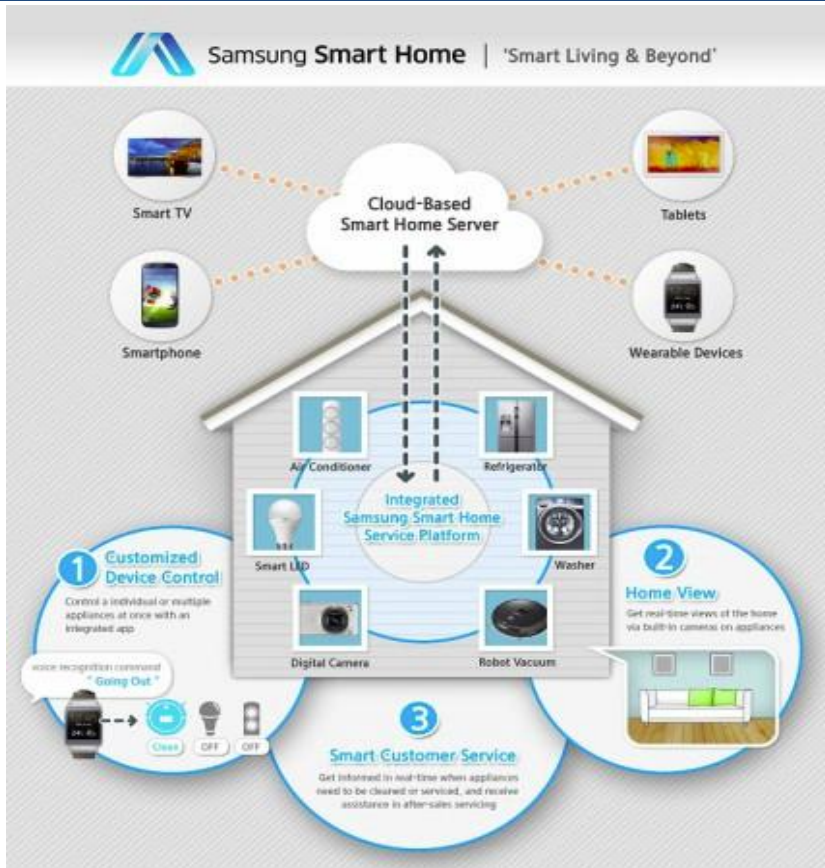 Samsung Smart Home | 'Smart Living & Beyond'
Cloud-Based
Smart Home Server
Smart TV
Tablets
Smartphone
Wearable Devices
Air Conditioner
Refrigerator
Integrated
Samsung Smart Home
Service Platform
Smart LED
Washer
Digital Camera
Robot Vacuum
1
Customized
Device Control
Control a individual or multiple
appliances at once with an
integrated app
voice recognition command
" Going Out "
Clean
OFF
OFF
2
Home View
Get real-time views of the home
via built-in cameras on appliances
3
Smart Customer Service
Get informed in real-time when appliances
need to be cleaned or serviced, and receive
assistance in after-sales servicing